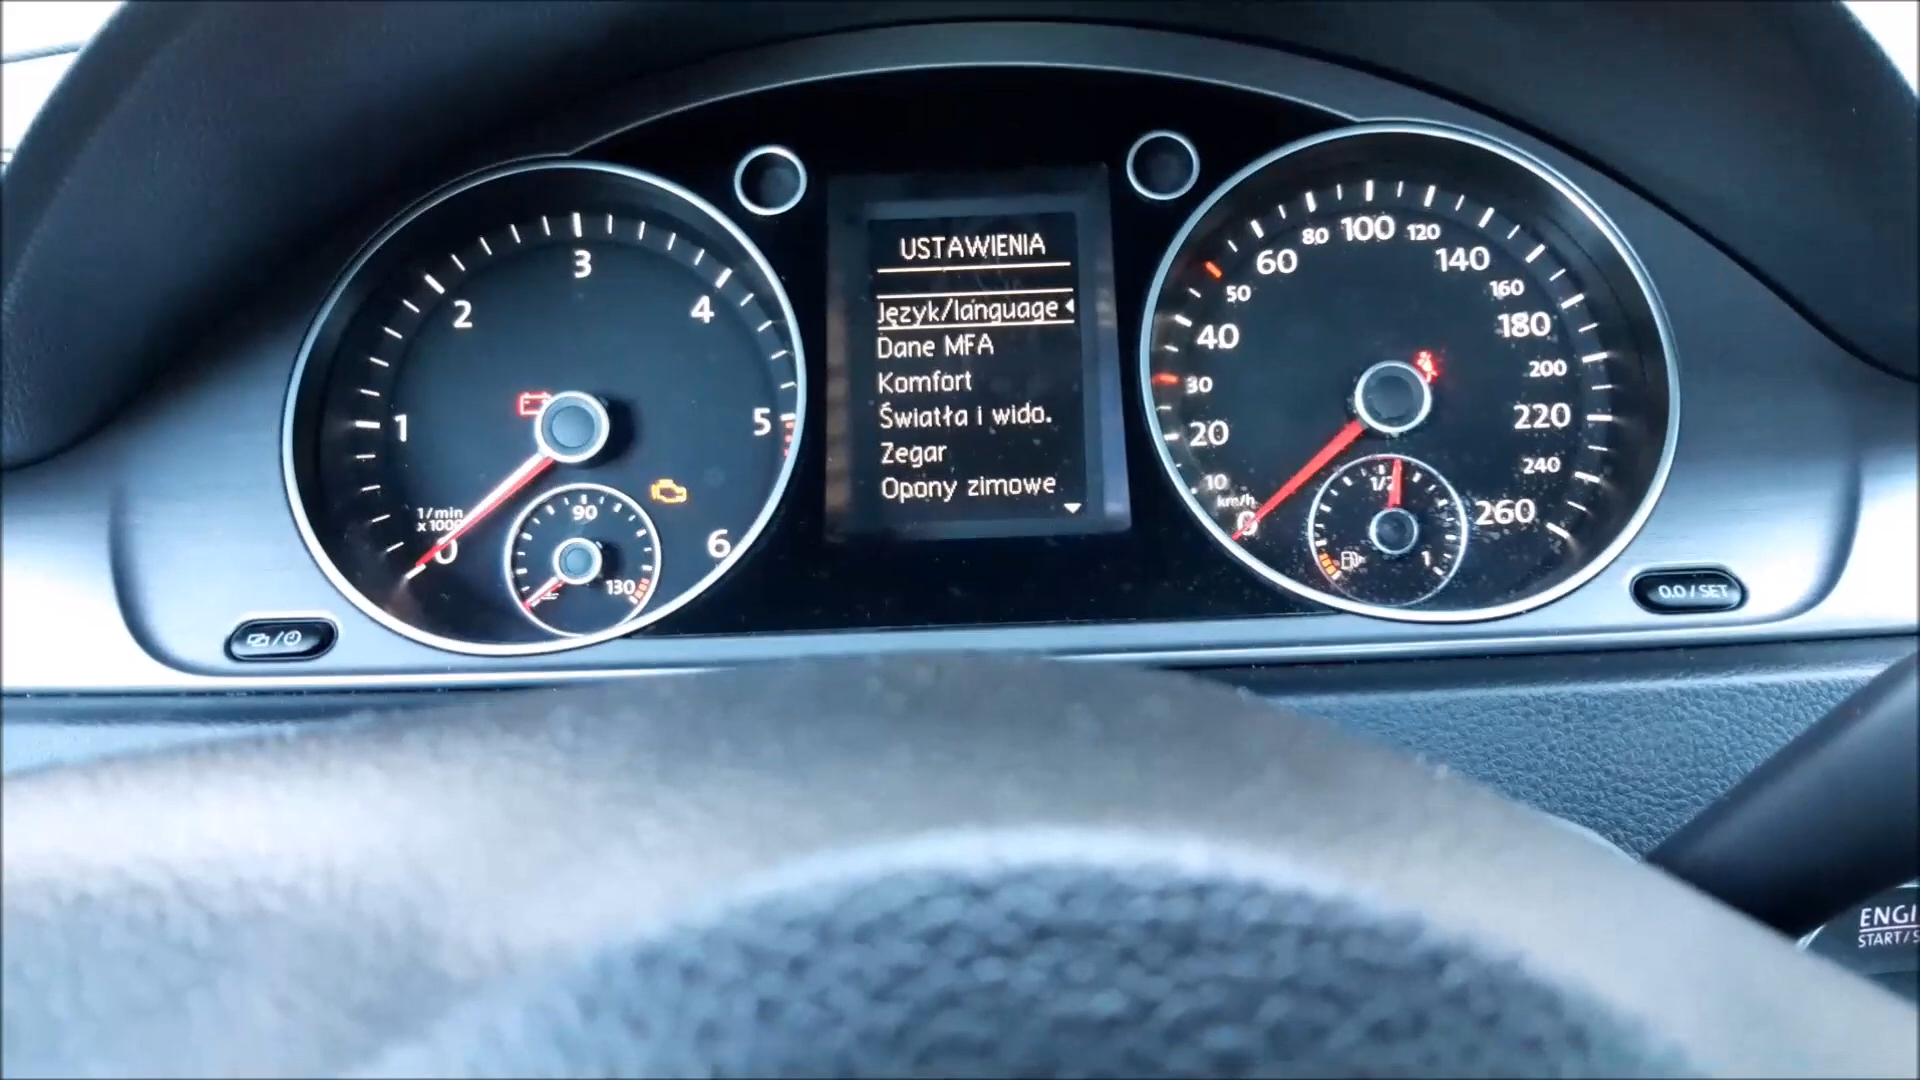 USTAWIENIA
Język/language
Dane MFA
Komfort
Światła i wido.
Zegar
Opony zimowe
0
1
2
3
4
5
6
1/min
x 1000
90
130
0
10
20
30
40
50
60
80
100
120
140
160
180
200
220
240
260
km/h
1/2
1
0.0 / SET
ENGI
START/S